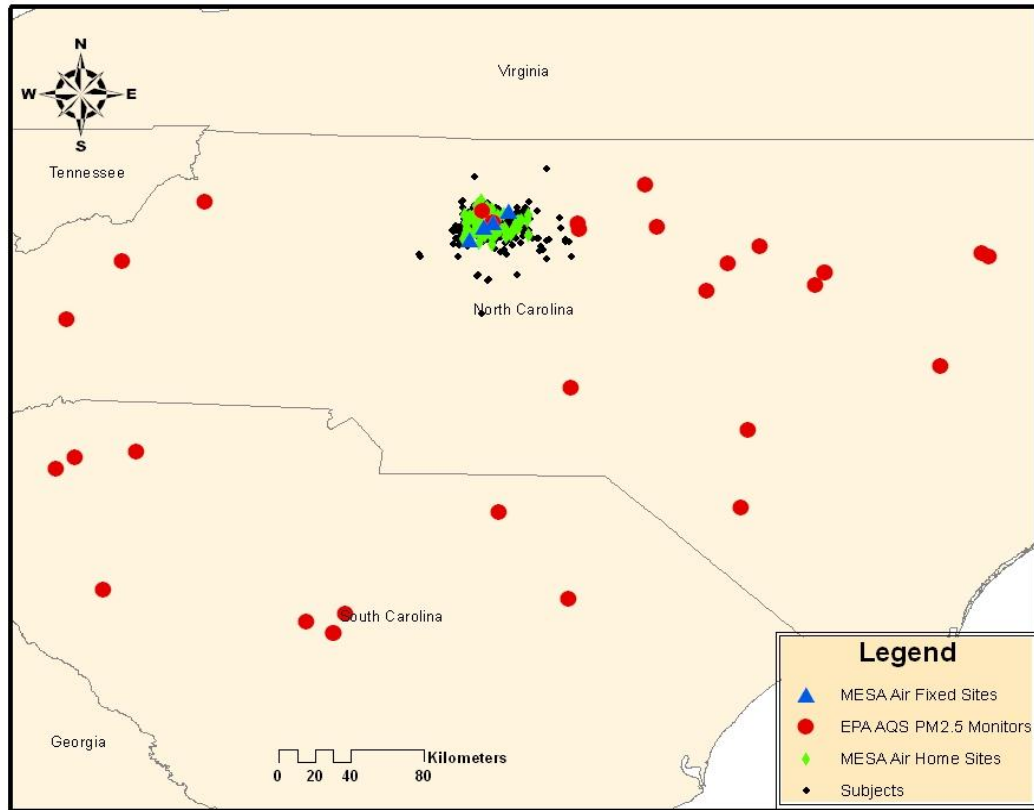 N
W E
S
Virginia
Tennessee
North Carolina
South Carolina
Georgia
Kilometers
0 20 40 80
Legend
MESA Air Fixed Sites
EPA AQS PM2.5 Monitors
MESA Air Home Sites
Subjects